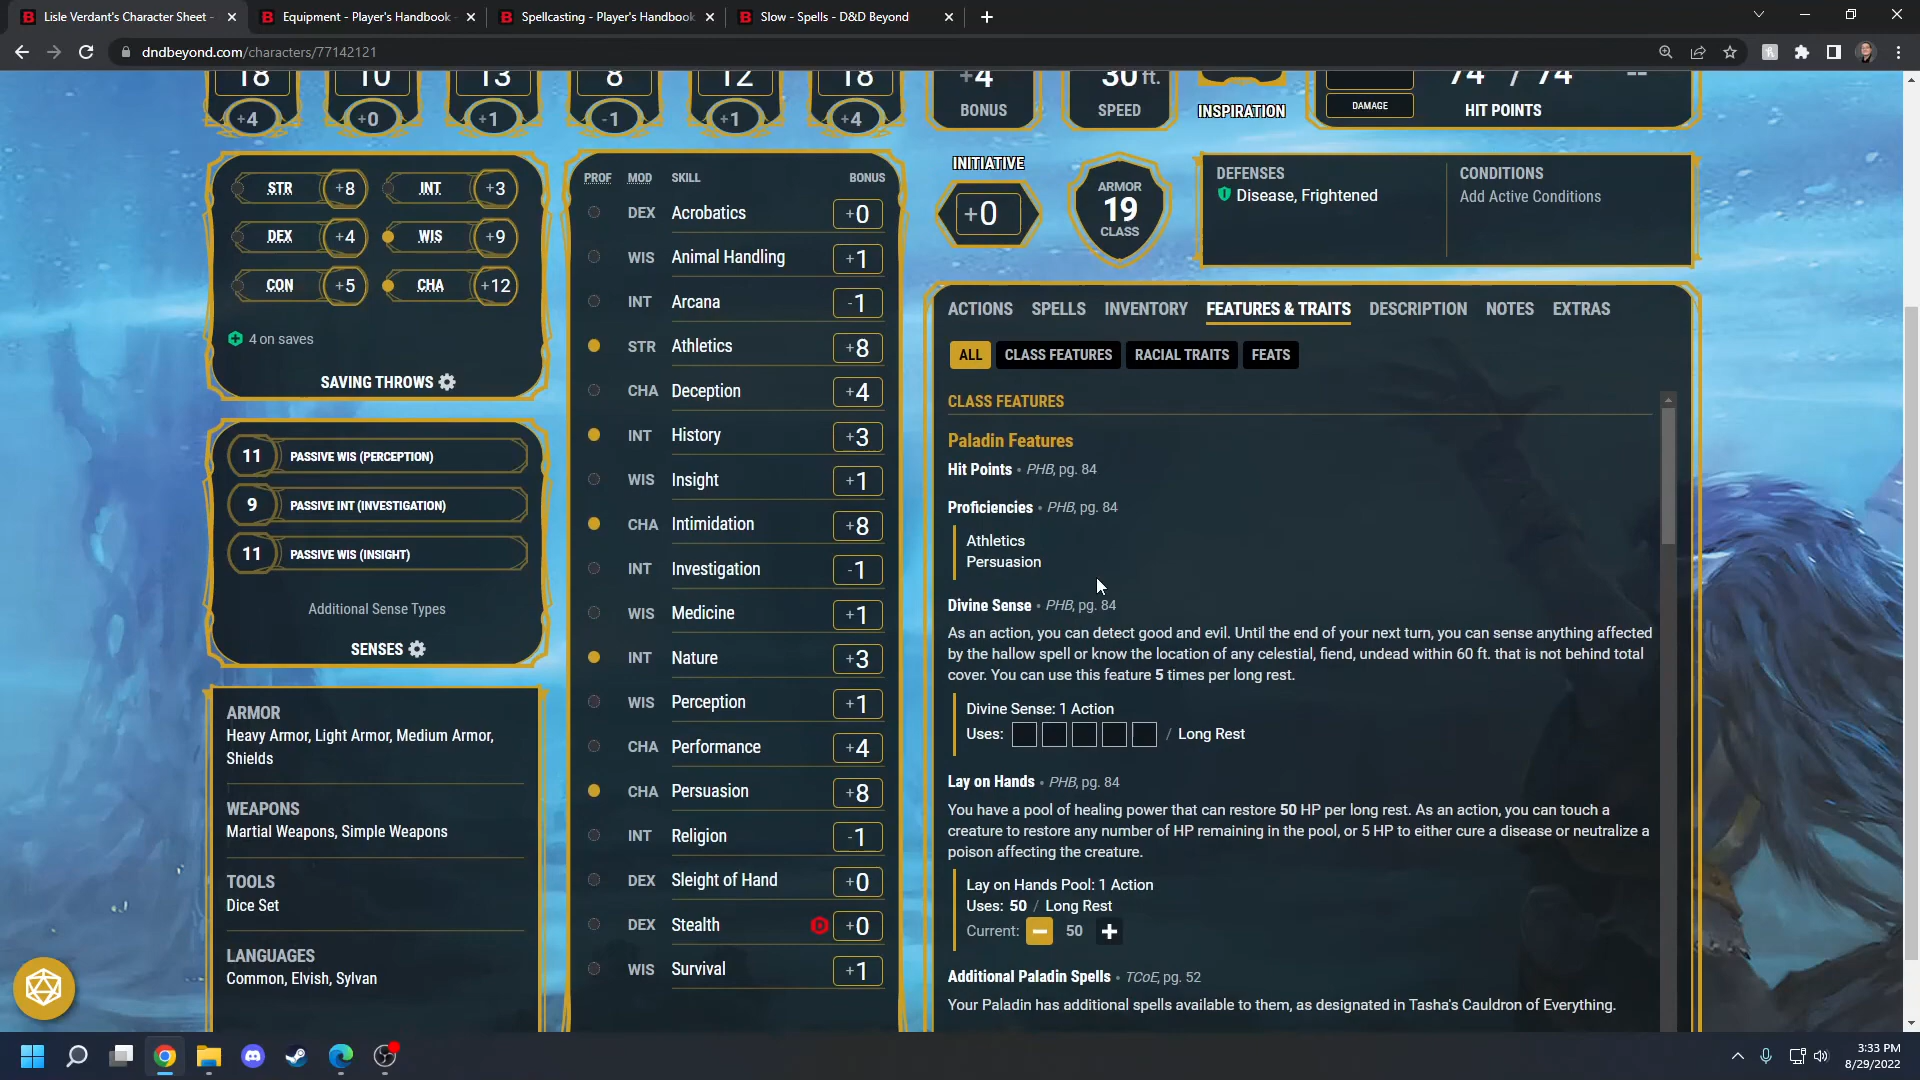 Lisle Verdant's Character Sheet -
Equipment - Player's Handbook -
Spellcasting - Player's Handbook
Slow - Spells - D&D Beyond
dndbeyond.com/characters/77142121
18 10 13 8 12 18
+4 +0 +1 -1 +1 +4
+4
BONUS
30 ft.
SPEED
INSPIRATION
DAMAGE
74 / 74 --
HIT POINTS
STR +8 INT +3
DEX +4 WIS +9
CON +5 CHA +12
4 on saves
SAVING THROWS
11 PASSIVE WIS (PERCEPTION)
9 PASSIVE INT (INVESTIGATION)
11 PASSIVE WIS (INSIGHT)
Additional Sense Types
SENSES
ARMOR
Heavy Armor, Light Armor, Medium Armor,
Shields
WEAPONS
Martial Weapons, Simple Weapons
TOOLS
Dice Set
LANGUAGES
Common, Elvish, Sylvan
PROF MOD SKILL BONUS
DEX Acrobatics +0
WIS Animal Handling +1
INT Arcana -1
STR Athletics +8
CHA Deception +4
INT History +3
WIS Insight +1
CHA Intimidation +8
INT Investigation -1
WIS Medicine +1
INT Nature +3
WIS Perception +1
CHA Performance +4
CHA Persuasion +8
INT Religion -1
DEX Sleight of Hand +0
DEX Stealth D +0
WIS Survival +1
INITIATIVE
+0
ARMOR
19
CLASS
DEFENSES
Disease, Frightened
CONDITIONS
Add Active Conditions
ACTIONS SPELLS INVENTORY FEATURES & TRAITS DESCRIPTION NOTES EXTRAS
ALL CLASS FEATURES RACIAL TRAITS FEATS
CLASS FEATURES
Paladin Features
Hit Points • PHB, pg. 84
Proficiencies • PHB, pg. 84
Athletics
Persuasion
Divine Sense • PHB, pg. 84
As an action, you can detect good and evil. Until the end of your next turn, you can sense anything affected
by the hallow spell or know the location of any celestial, fiend, undead within 60 ft. that is not behind total
cover. You can use this feature 5 times per long rest.
Divine Sense: 1 Action
Uses: / Long Rest
Lay on Hands • PHB, pg. 84
You have a pool of healing power that can restore 50 HP per long rest. As an action, you can touch a
creature to restore any number of HP remaining in the pool, or 5 HP to either cure a disease or neutralize a
poison affecting the creature.
Lay on Hands Pool: 1 Action
Uses: 50 / Long Rest
Current: 50
Additional Paladin Spells • TCoE, pg. 52
Your Paladin has additional spells available to them, as designated in Tasha's Cauldron of Everything.
3:33 PM
8/29/2022